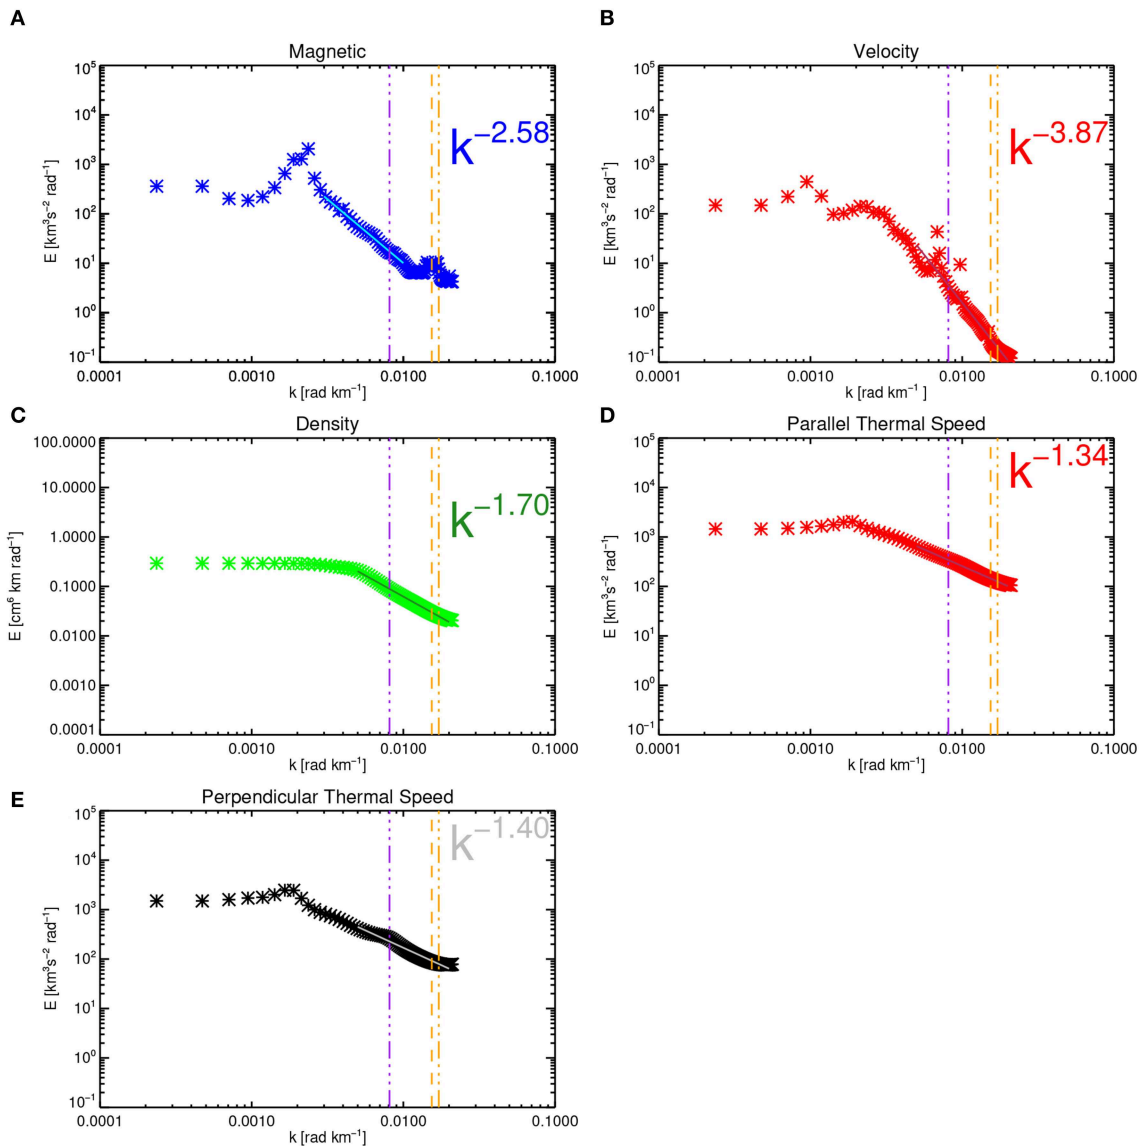 A
Magnetic
10⁵
10⁴
10³
10²
10¹
10⁰
10⁻¹
E [km³s⁻² rad⁻¹]
k⁻²·⁵⁸
0.0001 0.0010 0.0100 0.1000
k [rad km⁻¹]
B
Velocity
10⁵
10⁴
10³
10²
10¹
10⁰
10⁻¹
E [km³s⁻² rad⁻¹]
k⁻³·⁸⁷
0.0001 0.0010 0.0100 0.1000
k [rad km⁻¹ ]
C
Density
100.0000
10.0000
1.0000
0.1000
0.0100
0.0010
0.0001
E [cm⁶ km rad⁻¹]
k⁻¹·⁷⁰
0.0001 0.0010 0.0100 0.1000
k [rad km⁻¹]
D
Parallel Thermal Speed
10⁵
10⁴
10³
10²
10¹
10⁰
10⁻¹
E [km³s⁻² rad⁻¹]
k⁻¹·³⁴
0.0001 0.0010 0.0100 0.1000
k [rad km⁻¹]
E
Perpendicular Thermal Speed
10⁵
10⁴
10³
10²
10¹
10⁰
10⁻¹
E [km³s⁻² rad⁻¹]
k⁻¹·⁴⁰
0.0001 0.0010 0.0100 0.1000
k [rad km⁻¹]